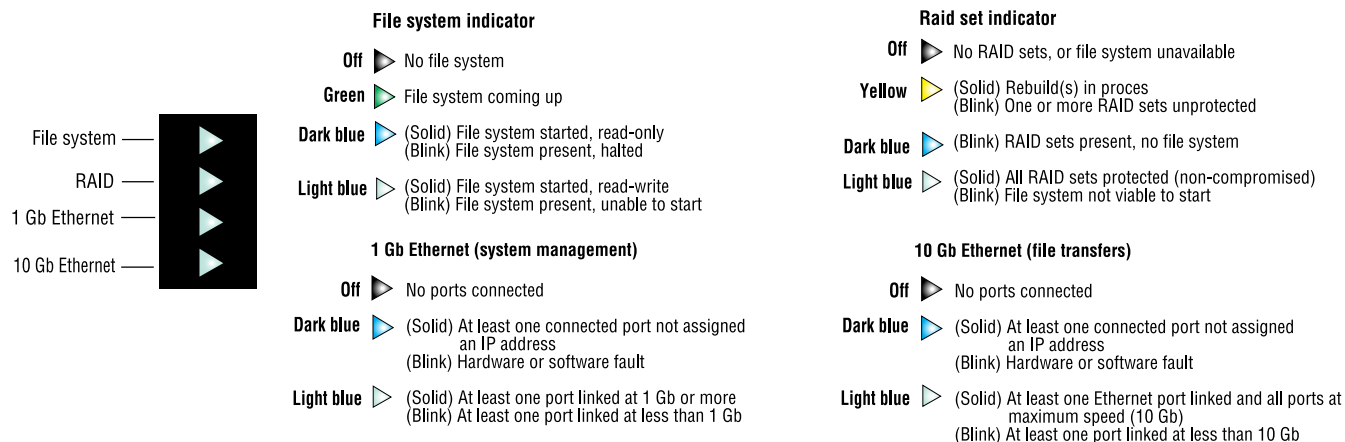 File system
RAID
1 Gb Ethernet
10 Gb Ethernet
File system indicator
Off No file system
Green File system coming up
Dark blue (Solid) File system started, read-only
(Blink) File system present, halted
Light blue (Solid) File system started, read-write
(Blink) File system present, unable to start
Raid set indicator
Off No RAID sets, or file system unavailable
Yellow (Solid) Rebuild(s) in proces
(Blink) One or more RAID sets unprotected
Dark blue (Blink) RAID sets present, no file system
Light blue (Solid) All RAID sets protected (non-compromised)
(Blink) File system not viable to start
1 Gb Ethernet (system management)
Off No ports connected
Dark blue (Solid) At least one connected port not assigned
an IP address
(Blink) Hardware or software fault
Light blue (Solid) At least one port linked at 1 Gb or more
(Blink) At least one port linked at less than 1 Gb
10 Gb Ethernet (file transfers)
Off No ports connected
Dark blue (Solid) At least one connected port not assigned
an IP address
(Blink) Hardware or software fault
Light blue (Solid) At least one Ethernet port linked and all ports at
maximum speed (10 Gb)
(Blink) At least one port linked at less than 10 Gb